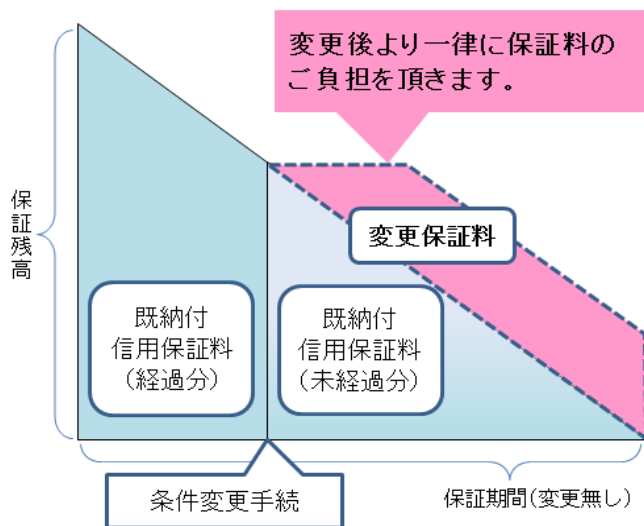 変更後より一律に保証料の
ご負担を頂きます。
保証残高
変更保証料
既納付
信用保証料
(経過分)
既納付
信用保証料
(未経過分)
条件変更手続
保証期間(変更無し)